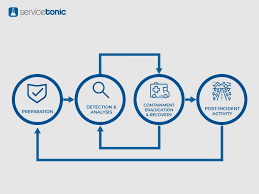 servicetonic
PREPARATION
DETECTION &
ANALYSIS
CONTAINMENT
ERADICATION
& RECOVERY
POST-INCIDENT
ACTIVITY